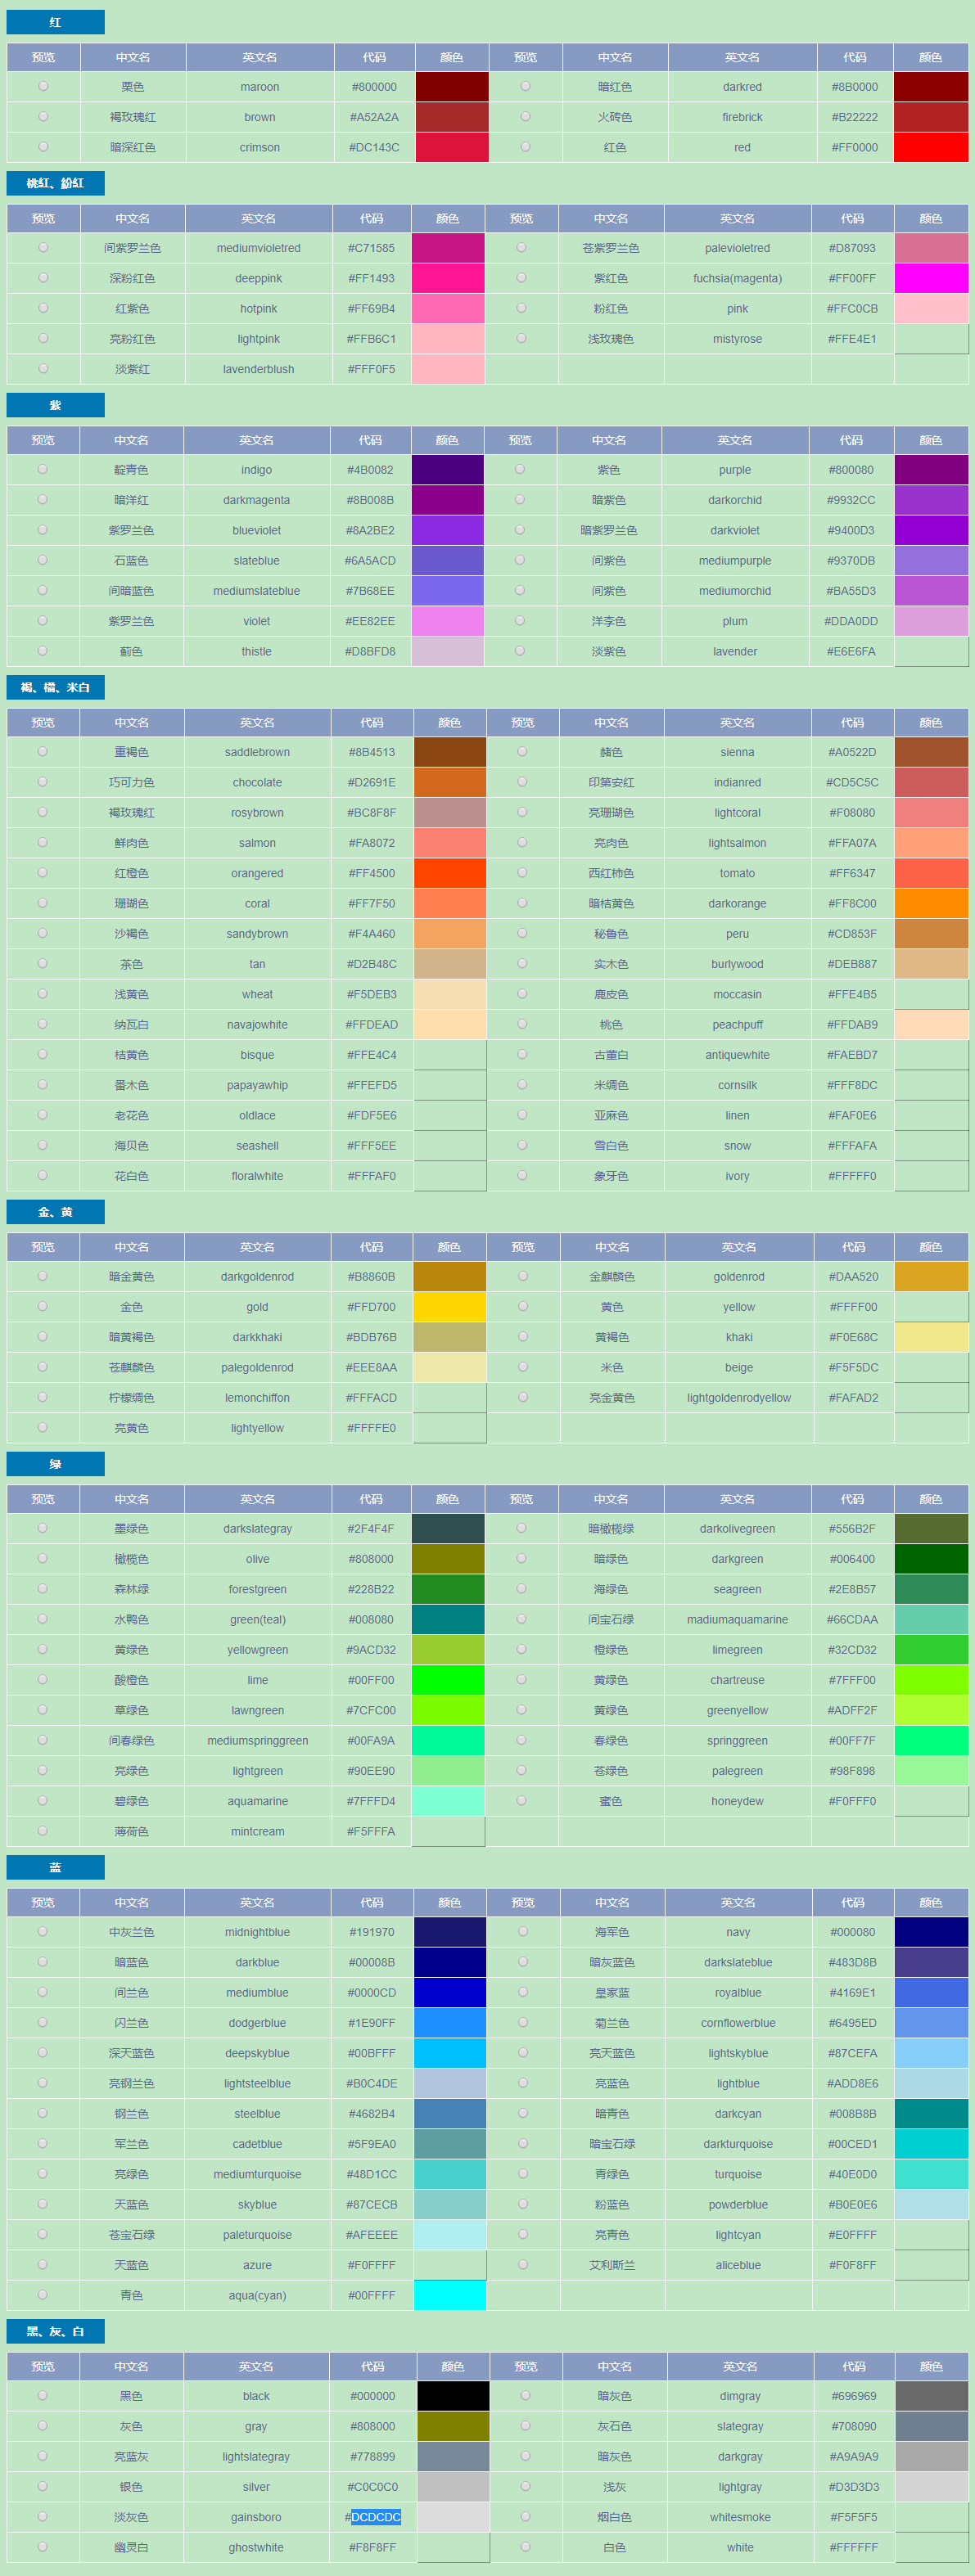 红
预览 中文名 英文名 代码 颜色 预览 中文名 英文名 代码 颜色
栗色 maroon #800000 暗红色 darkred #8B0000
褐玫瑰红 brown #A52A2A 火砖色 firebrick #B22222
暗深红色 crimson #DC143C 红色 red #FF0000
桃紅、紛紅
预览 中文名 英文名 代码 颜色 预览 中文名 英文名 代码 颜色
间紫罗兰色 mediumvioletred #C71585 苍紫罗兰色 palevioletred #D87093
深粉红色 deeppink #FF1493 紫红色 fuchsia(magenta) #FF00FF
红紫色 hotpink #FF69B4 粉红色 pink #FFC0CB
亮粉红色 lightpink #FFB6C1 浅玫瑰色 mistyrose #FFE4E1
淡紫红 lavenderblush #FFF0F5
紫
预览 中文名 英文名 代码 颜色 预览 中文名 英文名 代码 颜色
靛青色 indigo #4B0082 紫色 purple #800080
暗洋红 darkmagenta #8B008B 暗紫色 darkorchid #9932CC
紫罗兰色 blueviolet #8A2BE2 暗紫罗兰色 darkviolet #9400D3
石蓝色 slateblue #6A5ACD 间紫色 mediumpurple #9370DB
间暗蓝色 mediumslateblue #7B68EE 间紫色 mediumorchid #BA55D3
紫罗兰色 violet #EE82EE 洋李色 plum #DDA0DD
蓟色 thistle #D8BFD8 淡紫色 lavender #E6E6FA
褐、橘、米白
预览 中文名 英文名 代码 颜色 预览 中文名 英文名 代码 颜色
重褐色 saddlebrown #8B4513 赭色 sienna #A0522D
巧可力色 chocolate #D2691E 印第安红 indianred #CD5C5C
褐玫瑰红 rosybrown #BC8F8F 亮珊瑚色 lightcoral #F08080
鲜肉色 salmon #FA8072 亮肉色 lightsalmon #FFA07A
红橙色 orangered #FF4500 西红柿色 tomato #FF6347
珊瑚色 coral #FF7F50 暗桔黄色 darkorange #FF8C00
沙褐色 sandybrown #F4A460 秘鲁色 peru #CD853F
茶色 tan #D2B48C 实木色 burlywood #DEB887
浅黄色 wheat #F5DEB3 鹿皮色 moccasin #FFE4B5
纳瓦白 navajowhite #FFDEAD 桃色 peachpuff #FFDAB9
桔黄色 bisque #FFE4C4 古董白 antiquewhite #FAEBD7
番木色 papayawhip #FFEFD5 米绸色 cornsilk #FFF8DC
老花色 oldlace #FDF5E6 亚麻色 linen #FAF0E6
海贝色 seashell #FFF5EE 雪白色 snow #FFFAFA
花白色 floralwhite #FFFAF0 象牙色 ivory #FFFFF0
金、黄
预览 中文名 英文名 代码 颜色 预览 中文名 英文名 代码 颜色
暗金黄色 darkgoldenrod #B8860B 金麒麟色 goldenrod #DAA520
金色 gold #FFD700 黄色 yellow #FFFF00
暗黄褐色 darkkhaki #BDB76B 黄褐色 khaki #F0E68C
苍麒麟色 palegoldenrod #EEE8AA 米色 beige #F5F5DC
柠檬绸色 lemonchiffon #FFFACD 亮金黄色 lightgoldenrodyellow #FAFAD2
亮黄色 lightyellow #FFFFE0
绿
预览 中文名 英文名 代码 颜色 预览 中文名 英文名 代码 颜色
墨绿色 darkslategray #2F4F4F 暗橄榄绿 darkolivegreen #556B2F
橄榄色 olive #808000 暗绿色 darkgreen #006400
森林绿 forestgreen #228B22 海绿色 seagreen #2E8B57
水鸭色 green(teal) #008080 间宝石绿 madiumaquamarine #66CDAA
黄绿色 yellowgreen #9ACD32 橙绿色 limegreen #32CD32
酸橙色 lime #00FF00 黄绿色 chartreuse #7FFF00
草绿色 lawngreen #7CFC00 黄绿色 greenyellow #ADFF2F
间春绿色 mediumspringgreen #00FA9A 春绿色 springgreen #00FF7F
亮绿色 lightgreen #90EE90 苍绿色 palegreen #98F898
碧绿色 aquamarine #7FFFD4 蜜色 honeydew #F0FFF0
薄荷色 mintcream #F5FFFA
蓝
预览 中文名 英文名 代码 颜色 预览 中文名 英文名 代码 颜色
中灰兰色 midnightblue #191970 海军色 navy #000080
暗蓝色 darkblue #00008B 暗灰蓝色 darkslateblue #483D8B
间兰色 mediumblue #0000CD 皇家蓝 royalblue #4169E1
闪兰色 dodgerblue #1E90FF 菊兰色 cornflowerblue #6495ED
深天蓝色 deepskyblue #00BFFF 亮天蓝色 lightskyblue #87CEFA
亮钢兰色 lightsteelblue #B0C4DE 亮蓝色 lightblue #ADD8E6
钢兰色 steelblue #4682B4 暗青色 darkcyan #008B8B
军兰色 cadetblue #5F9EA0 暗宝石绿 darkturquoise #00CED1
亮绿色 mediumturquoise #48D1CC 青绿色 turquoise #40E0D0
天蓝色 skyblue #87CECB 粉蓝色 powderblue #B0E0E6
苍宝石绿 paleturquoise #AFEEEE 亮青色 lightcyan #E0FFFF
天蓝色 azure #F0FFFF 艾利斯兰 aliceblue #F0F8FF
青色 aqua(cyan) #00FFFF
黑、灰、白
预览 中文名 英文名 代码 颜色 预览 中文名 英文名 代码 颜色
黑色 black #000000 暗灰色 dimgray #696969
灰色 gray #808000 灰石色 slategray #708090
亮蓝灰 lightslategray #778899 暗灰色 darkgray #A9A9A9
银色 silver #C0C0C0 浅灰 lightgray #D3D3D3
淡灰色 gainsboro #DCDCDC 烟白色 whitesmoke #F5F5F5
幽灵白 ghostwhite #F8F8FF 白色 white #FFFFFF